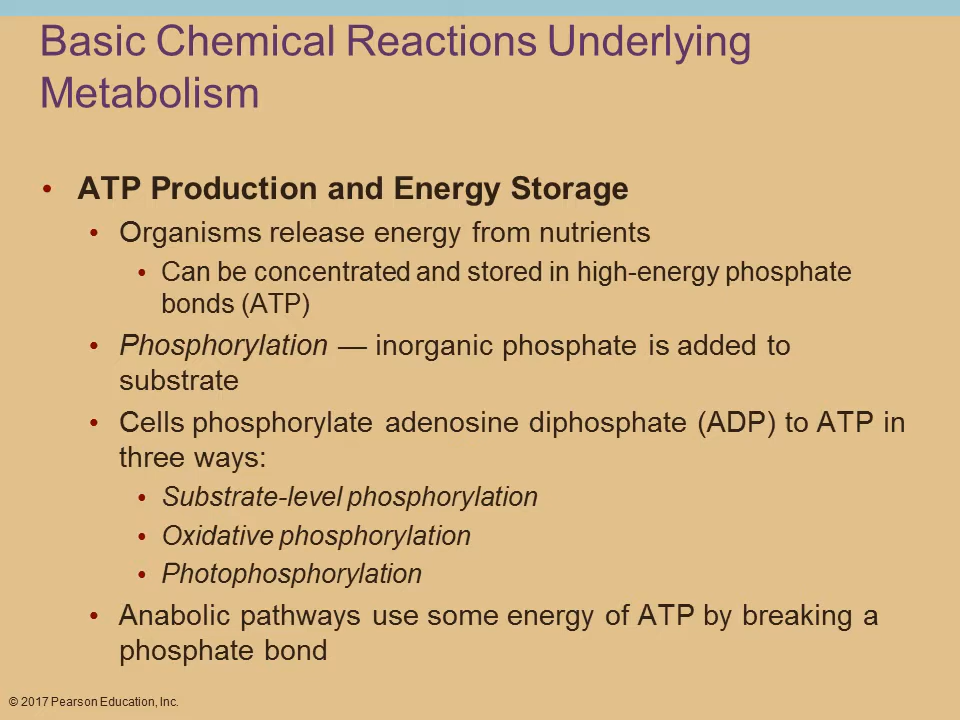 Basic Chemical Reactions Underlying
Metabolism
• ATP Production and Energy Storage
• Organisms release energy from nutrients
• Can be concentrated and stored in high-energy phosphate
bonds (ATP)
• Phosphorylation — inorganic phosphate is added to
substrate
• Cells phosphorylate adenosine diphosphate (ADP) to ATP in
three ways:
• Substrate-level phosphorylation
• Oxidative phosphorylation
• Photophosphorylation
• Anabolic pathways use some energy of ATP by breaking a
phosphate bond
© 2017 Pearson Education, Inc.